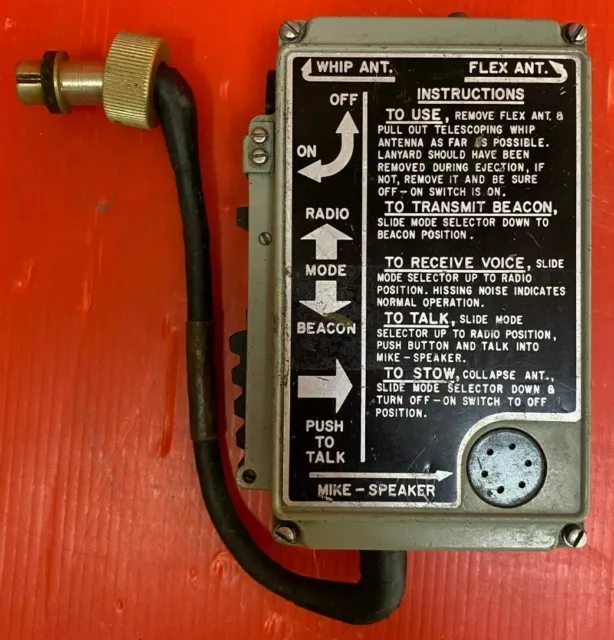 WHIP ANT. FLEX ANT.
OFF
ON
RADIO
MODE
BEACON
PUSH
TO
TALK
INSTRUCTIONS
TO USE, REMOVE FLEX ANT. &
PULL OUT TELESCOPING WHIP
ANTENNA AS FAR AS POSSIBLE.
LANYARD SHOULD HAVE BEEN
REMOVED DURING EJECTION, IF
NOT, REMOVE IT AND BE SURE
OFF-ON SWITCH IS ON.
TO TRANSMIT BEACON,
SLIDE MODE SELECTOR DOWN TO
BEACON POSITION.
TO RECEIVE VOICE, SLIDE
MODE SELECTOR UP TO RADIO
POSITION. HISSING NOISE INDICATES
NORMAL OPERATION.
TO TALK, SLIDE MODE
SELECTOR UP TO RADIO POSITION,
PUSH BUTTON AND TALK INTO
MIKE-SPEAKER.
TO STOW, COLLAPSE ANT.,
SLIDE MODE SELECTOR DOWN &
TURN OFF-ON SWITCH TO OFF
POSITION.
MIKE-SPEAKER